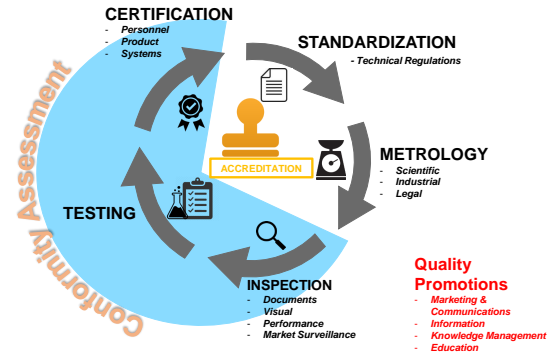 CERTIFICATION
- Personnel
- Product
- Systems
STANDARDIZATION
- Technical Regulations
ACCREDITATION
METROLOGY
- Scientific
- Industrial
- Legal
TESTING
Conformity Assessment
INSPECTION
- Documents
- Visual
- Performance
- Market Surveillance
Quality
Promotions
- Marketing &
Communications
- Information
- Knowledge Management
- Education